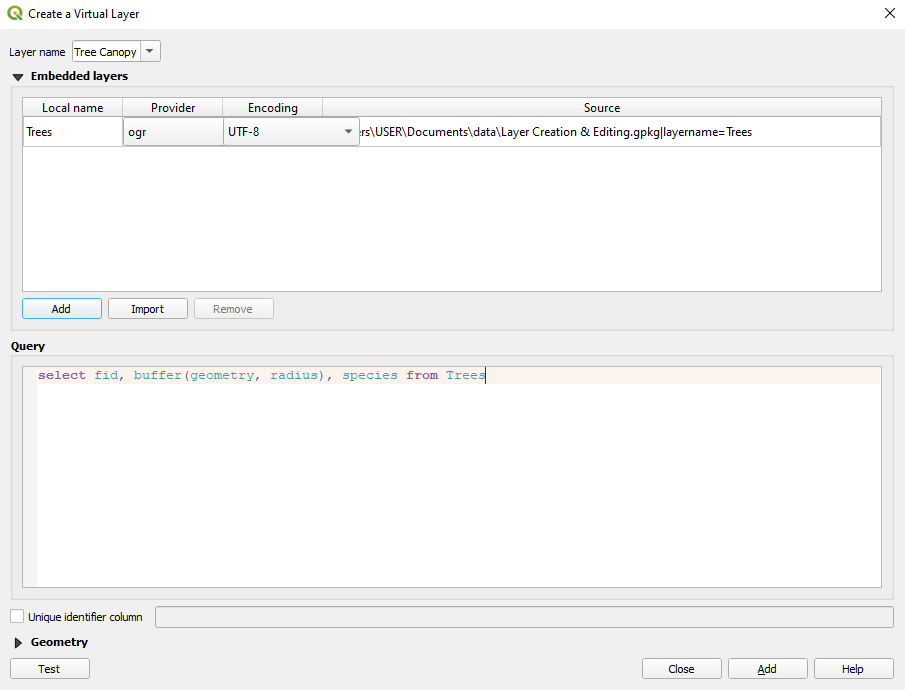 Create a Virtual Layer
Layer name Tree Canopy
Embedded layers
Local name Provider Encoding Source
Trees ogr UTF-8 rs\USER\Documents\data\Layer Creation & Editing.gpkg|layername=Trees
Add Import Remove
Query
select fid, buffer(geometry, radius), species from Trees
Unique identifier column
Geometry
Test Close Add Help